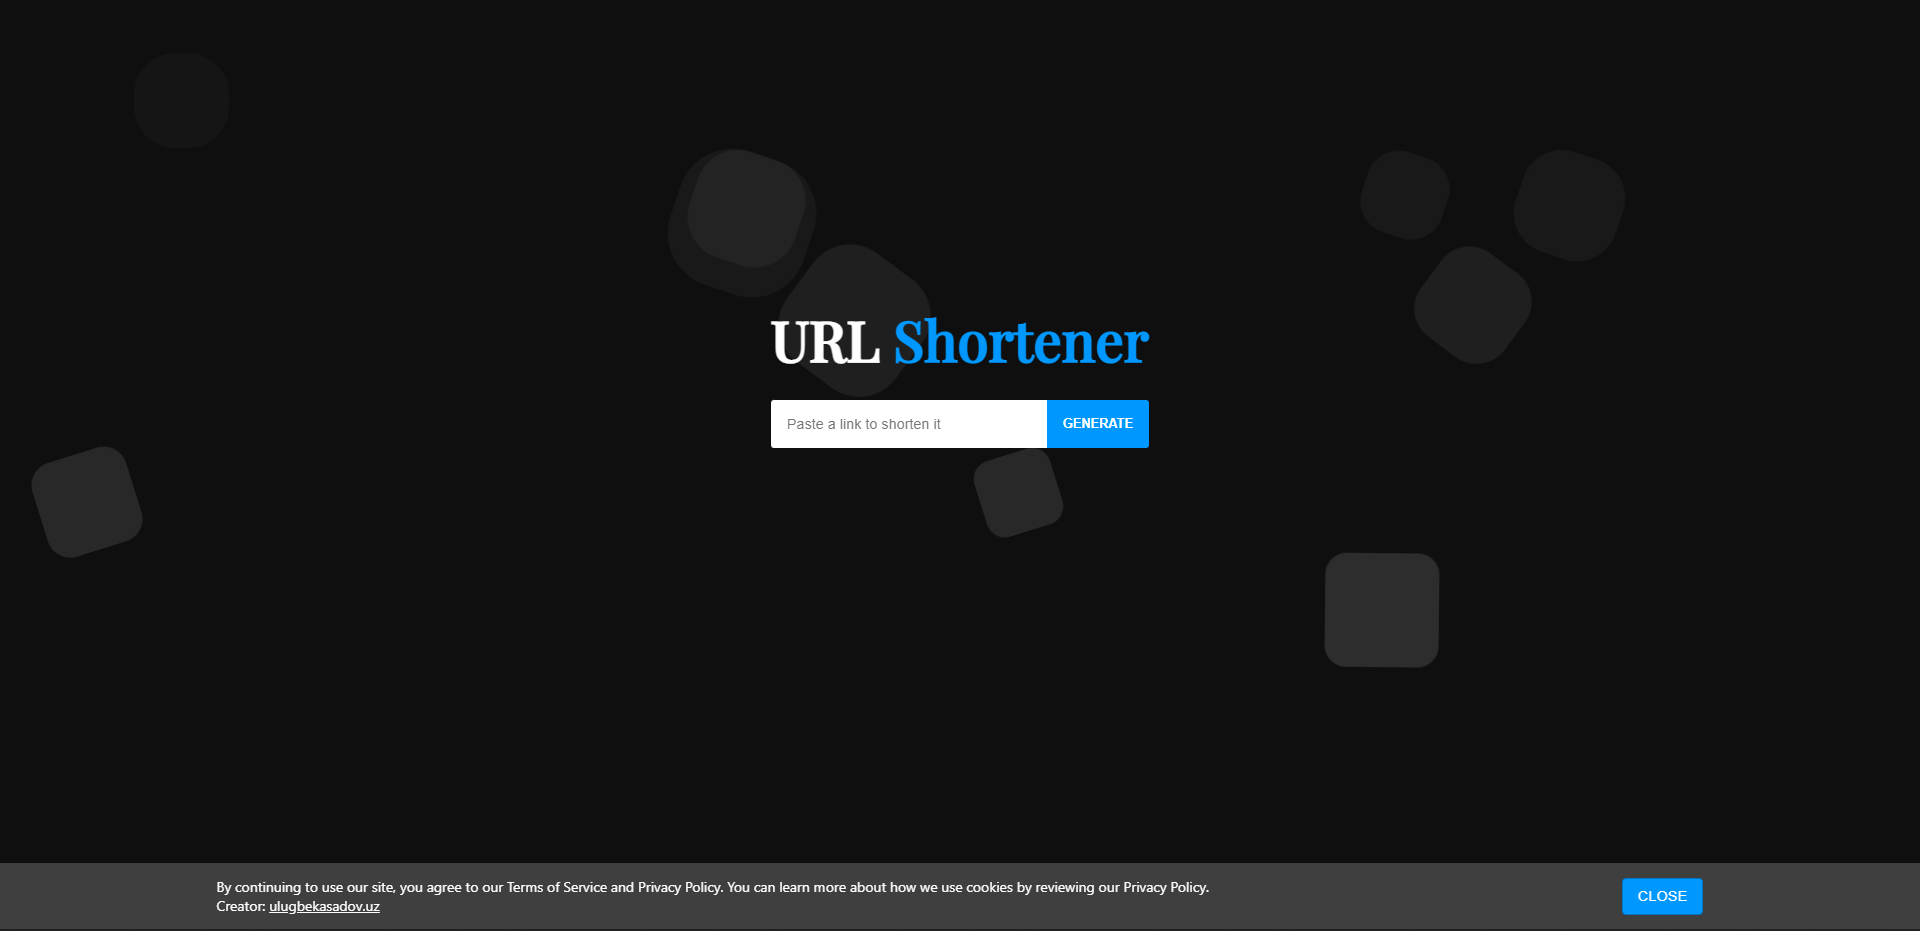 URL Shortener
Paste a link to shorten it
GENERATE
By continuing to use our site, you agree to our Terms of Service and Privacy Policy. You can learn more about how we use cookies by reviewing our Privacy Policy.
Creator: ulugbekasadov.uz
CLOSE